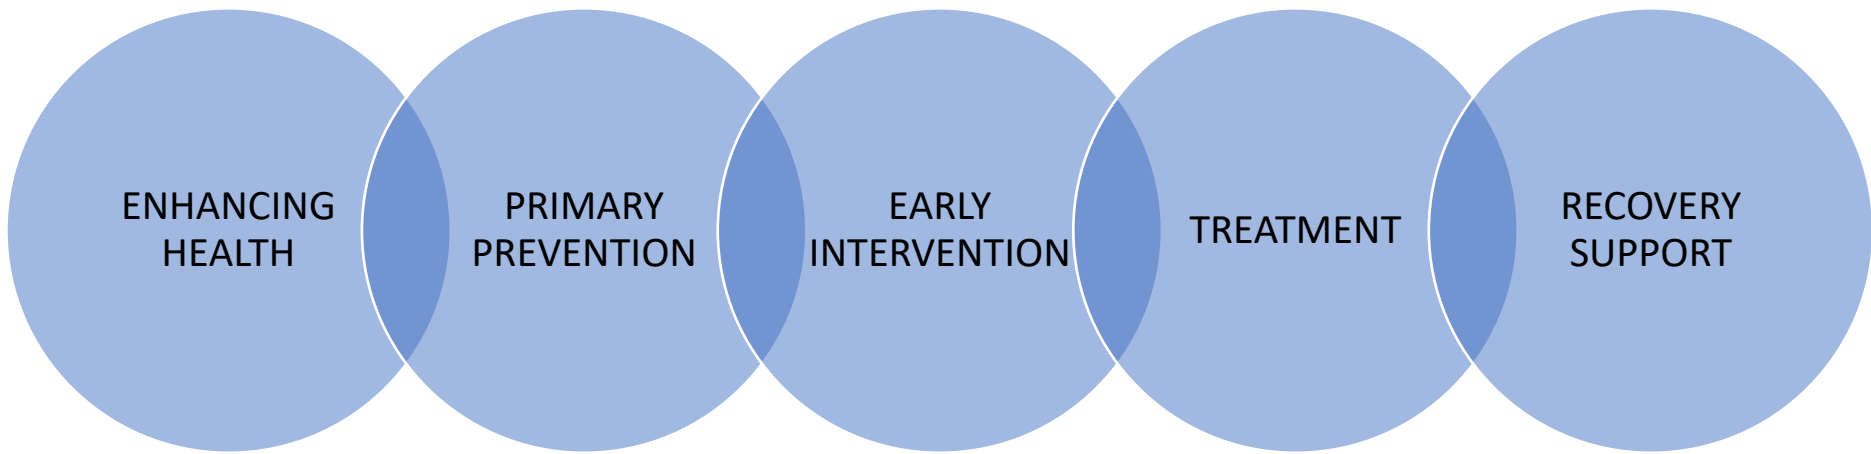 ENHANCING
HEALTH
PRIMARY
PREVENTION
EARLY
INTERVENTION
TREATMENT
RECOVERY
SUPPORT